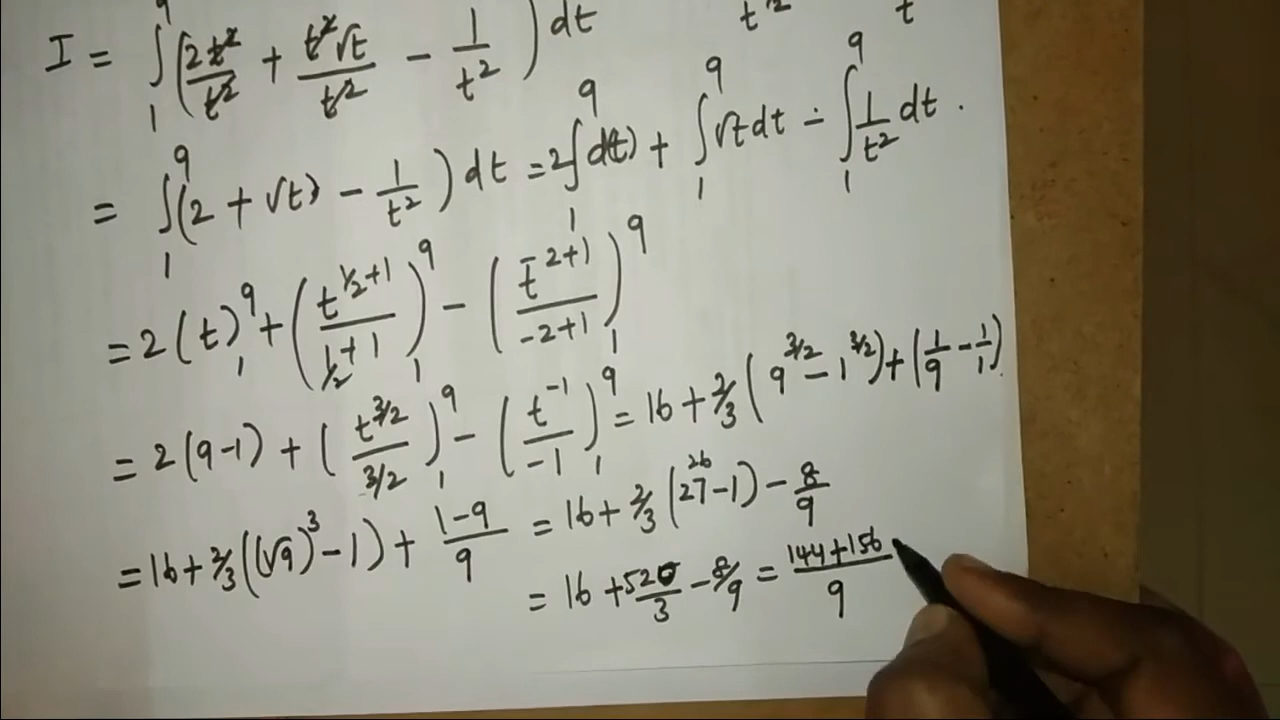 I = ∫₁⁹ (2t²/t² + t²√t/t² − 1/t²) dt
= ∫₁⁹ (2 + √t) − 1/t²) dt = 2∫₁⁹ dt) + ∫₁⁹ √t dt − ∫₁⁹ 1/t² dt .
= 2(t)₁⁹ + (t^(1/2+1)/(1/2+1))₁⁹ − (t^(-2+1)/(-2+1))₁⁹
= 2(9-1) + (t^(3/2)/(3/2))₁⁹ − (t^(-1)/-1)₁⁹ = 16 + 2/3 (9^(3/2) − 1^(3/2)) + (1/9 − 1/1)
= 16 + 2/3((√9)³ − 1) + (1-9)/9 = 16 + 2/3 (27 − 1) − 8/9
26
= 16 + 52/3 − 8/9 = (144+156)/9